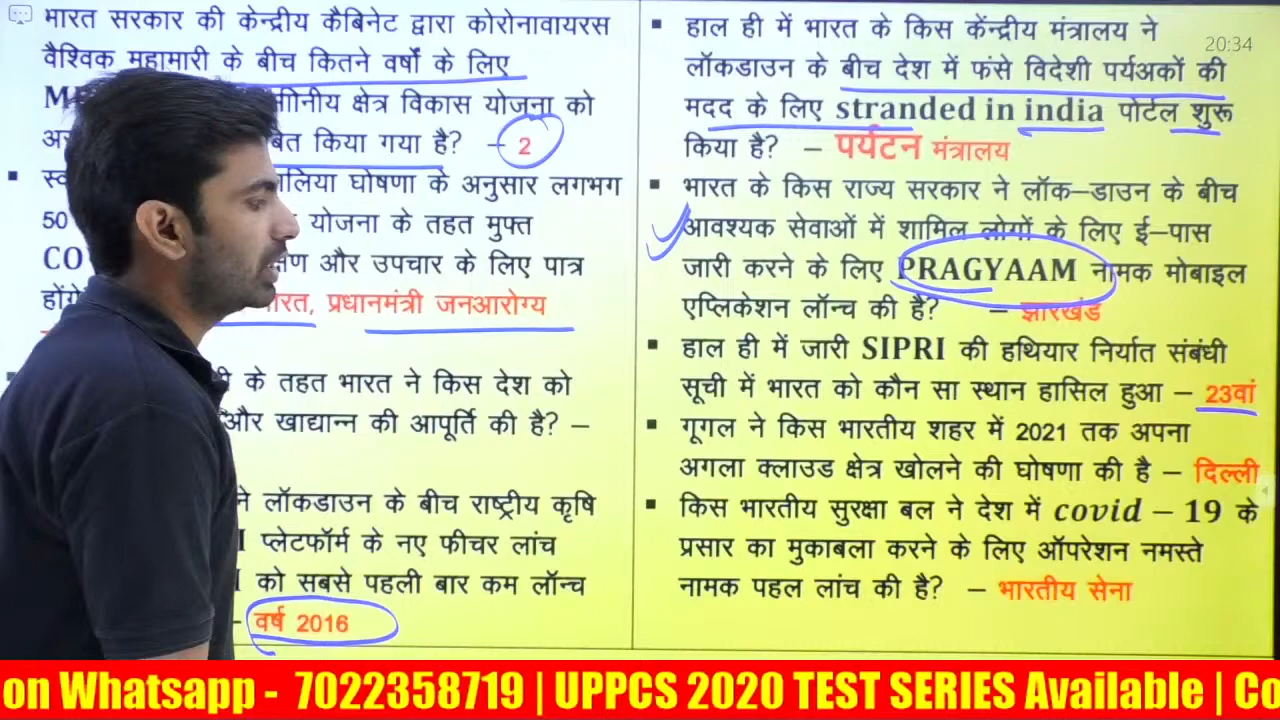 भारत सरकार की केन्द्रीय कैबिनेट द्वारा कोरोनावायरस
वैश्विक महामारी के बीच कितने वर्षों के लिए
क्षेत्र विकास योजना को
किया गया है? – 2
घोषणा के अनुसार लगभग
50
योजना के तहत मुफ्त
और उपचार के लिए पात्र
भारत, प्रधानमंत्री जनआरोग्य
के तहत भारत ने किस देश को
और खाद्यान्न की आपूर्ति की है? –
ने लॉकडाउन के बीच राष्ट्रीय कृषि
प्लेटफॉर्म के नए फीचर लांच
को सबसे पहली बार कम लॉन्च
- वर्ष 2016
▪ हाल ही में भारत के किस केंन्द्रीय मंत्रालय ने
20:34
लॉकडाउन के बीच देश में फंसे विदेशी पर्यअकों की
मदद के लिए stranded in india पोर्टल शुरू
किया है? – पर्यटन मंत्रालय
▪ भारत के किस राज्य सरकार ने लॉक–डाउन के बीच
आवश्यक सेवाओं में शामिल लोगों के लिए ई–पास
जारी करने के लिए PRAGYAAM नामक मोबाइल
एप्लिकेशन लॉन्च की है? – झारखंड
▪ हाल ही में जारी SIPRI की हथियार निर्यात संबंधी
सूची में भारत को कौन सा स्थान हासिल हुआ – 23वां
▪ गूगल ने किस भारतीय शहर में 2021 तक अपना
अगला क्लाउड क्षेत्र खोलने की घोषणा की है – दिल्ली
▪ किस भारतीय सुरक्षा बल ने देश में covid – 19 के
प्रसार का मुकाबला करने के लिए ऑपरेशन नमस्ते
नामक पहल लांच की है? – भारतीय सेना
on Whatsapp - 7022358719 | UPPCS 2020 TEST SERIES Available | Co